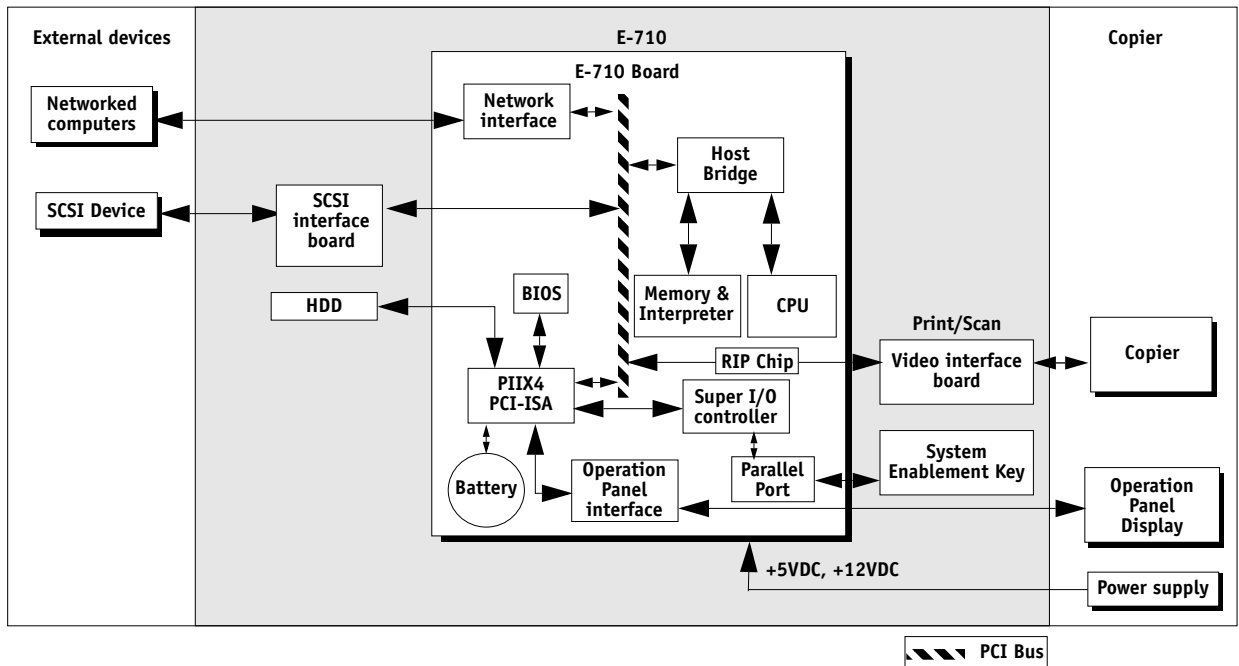 External devices
E-710
Copier
E-710 Board
Networked
computers
Network
interface
Host
Bridge
SCSI Device
SCSI
interface
board
HDD
BIOS
Memory &
Interpreter
CPU
Print/Scan
RIP Chip
Video interface
board
Copier
PIIX4
PCI-ISA
Super I/O
controller
Battery
Operation
Panel
interface
Parallel
Port
System
Enablement Key
Operation
Panel
Display
+5VDC, +12VDC
Power supply
PCI Bus